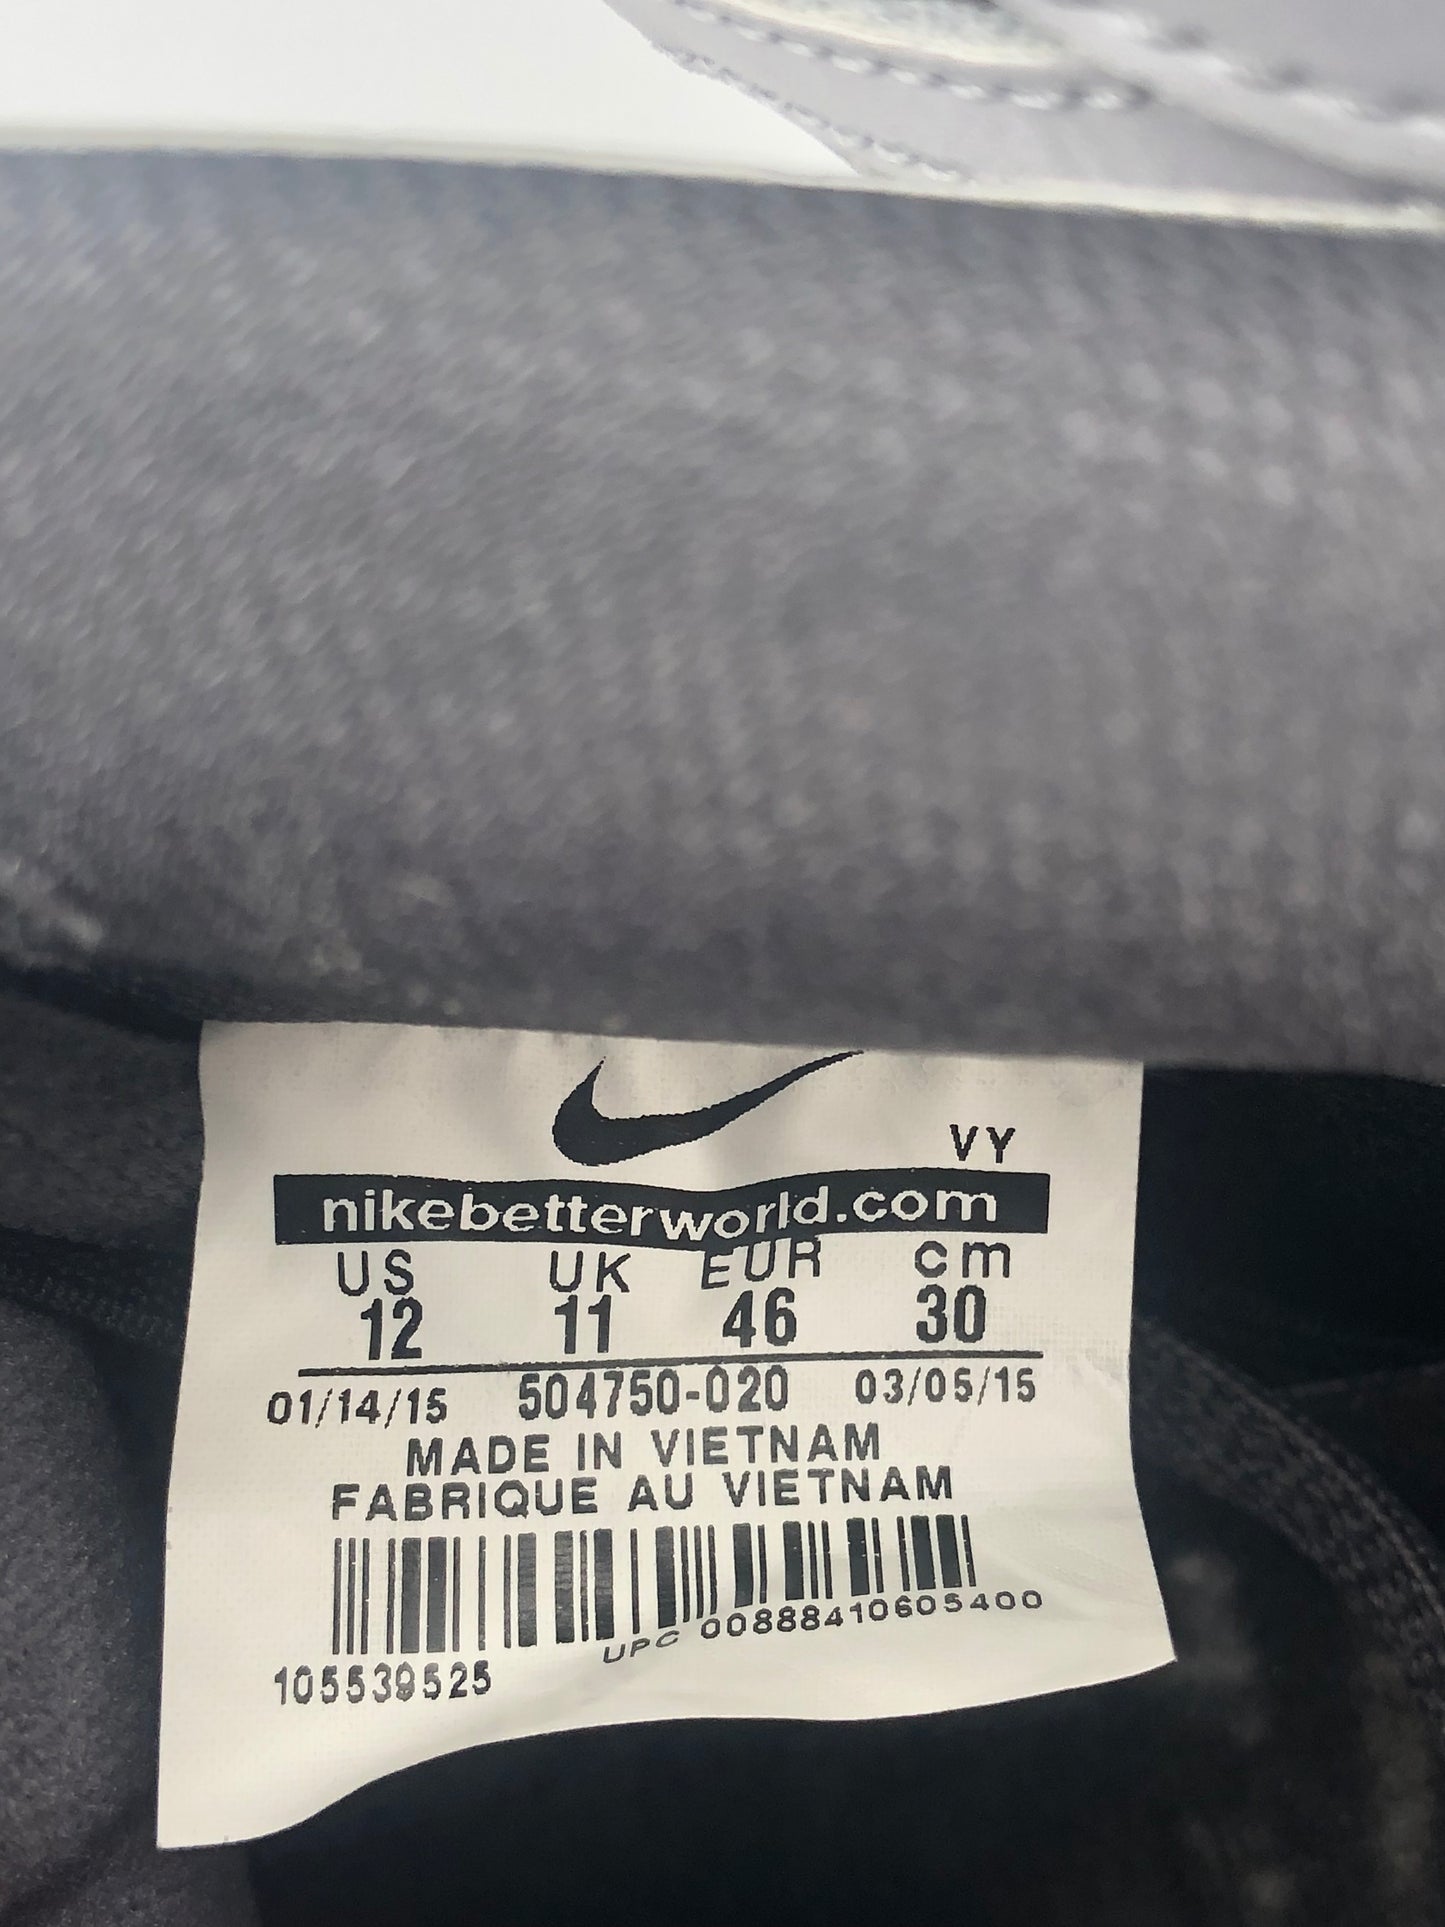 VY
nikebetterworld.com
US UK EUR cm
12 11 46 30
01/14/15 504750-020 03/05/15
MADE IN VIETNAM
FABRIQUE AU VIETNAM
UPC 00888410605400
105539525